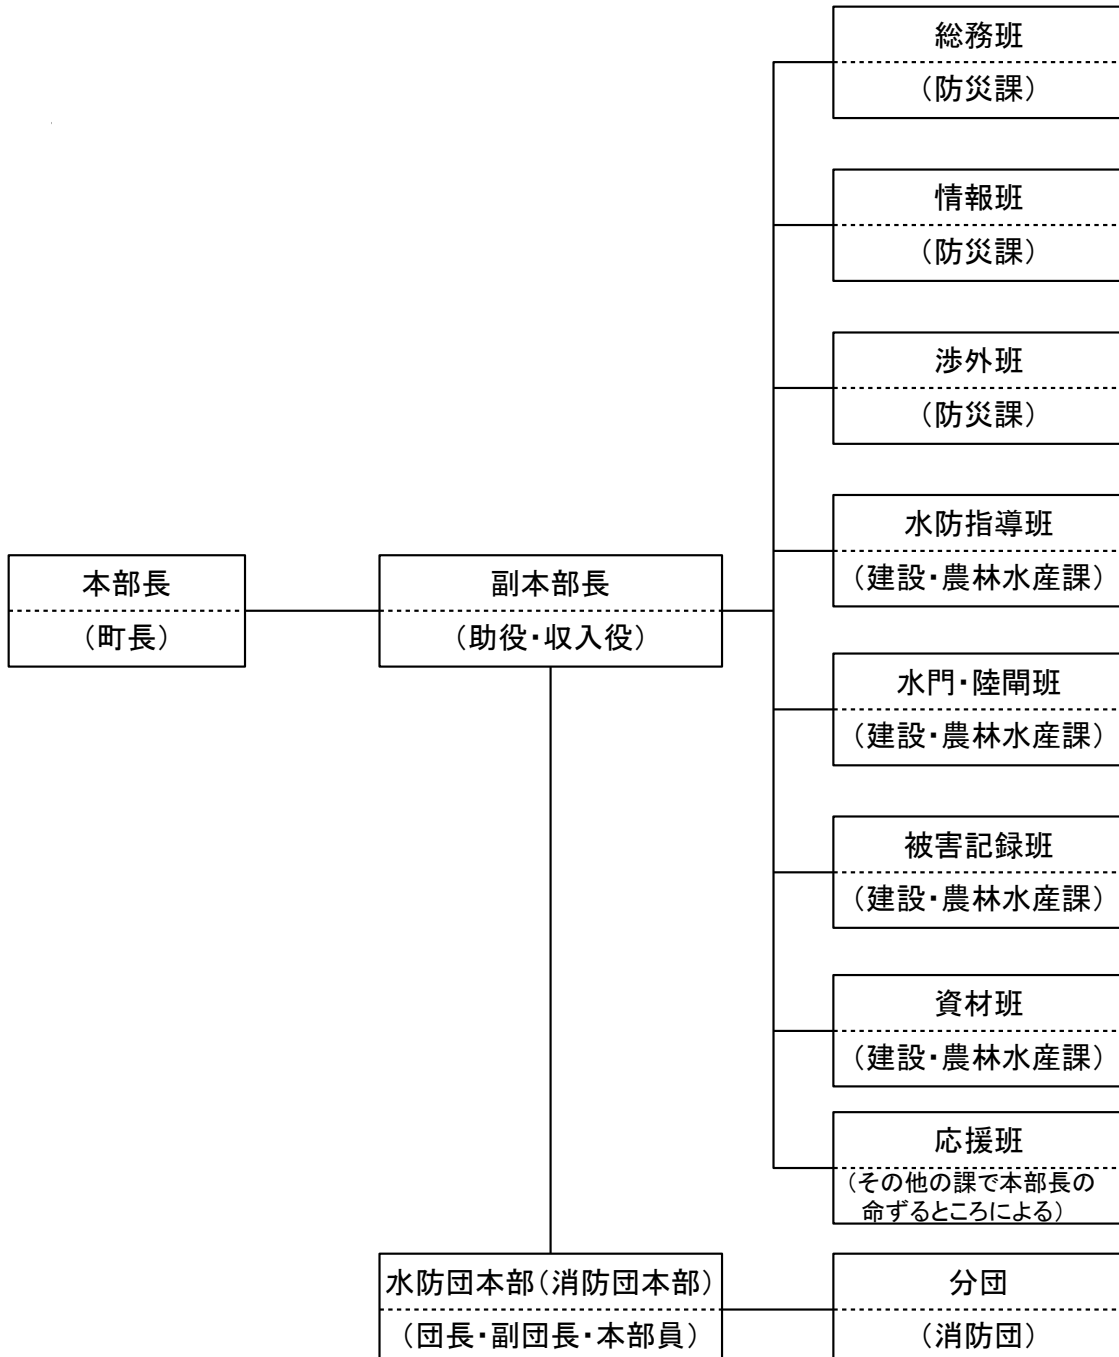 総務班
（防災課）
情報班
（防災課）
渉外班
（防災課）
水防指導班
（建設・農林水産課）
本部長
（町長）
副本部長
（助役・収入役）
水門・陸閘班
（建設・農林水産課）
被害記録班
（建設・農林水産課）
資材班
（建設・農林水産課）
応援班
（その他の課で本部長の
命ずるところによる）
水防団本部（消防団本部）
（団長・副団長・本部員）
分団
（消防団）